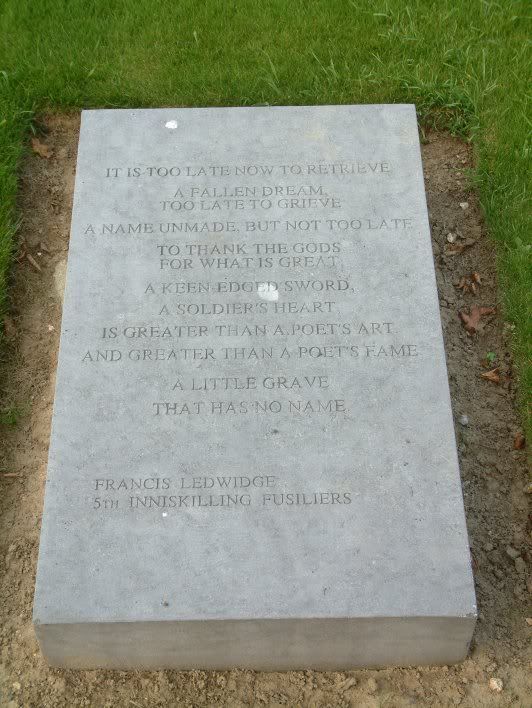 IT IS TOO LATE NOW TO RETRIEVE
A FALLEN DREAM,
TOO LATE TO GRIEVE
A NAME UNMADE, BUT NOT TOO LATE
TO THANK THE GODS
FOR WHAT IS GREAT,
A KEEN-EDGED SWORD,
A SOLDIER'S HEART,
IS GREATER THAN A POET'S ART.
AND GREATER THAN A POET'S FAME
A LITTLE GRAVE
THAT HAS NO NAME.
FRANCIS LEDWIDGE
5TH INNISKILLING FUSILIERS